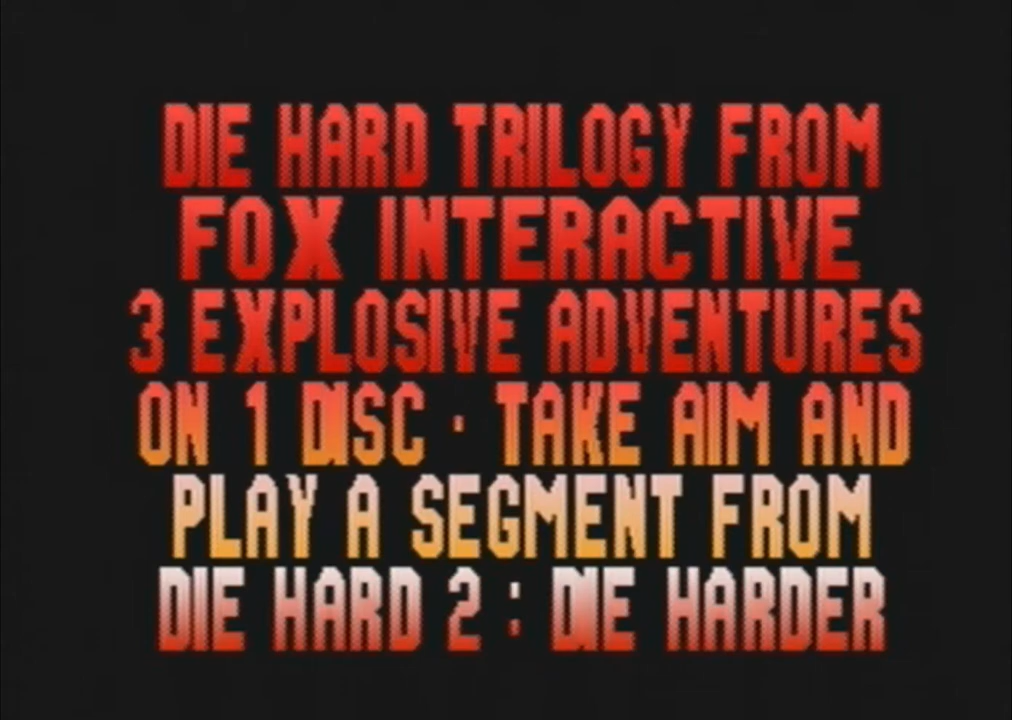 DIE HARD TRILOGY FROM
FOX INTERACTIVE
3 EXPLOSIVE ADVENTURES
ON 1 DISC · TAKE AIM AND
PLAY A SEGMENT FROM
DIE HARD 2 : DIE HARDER